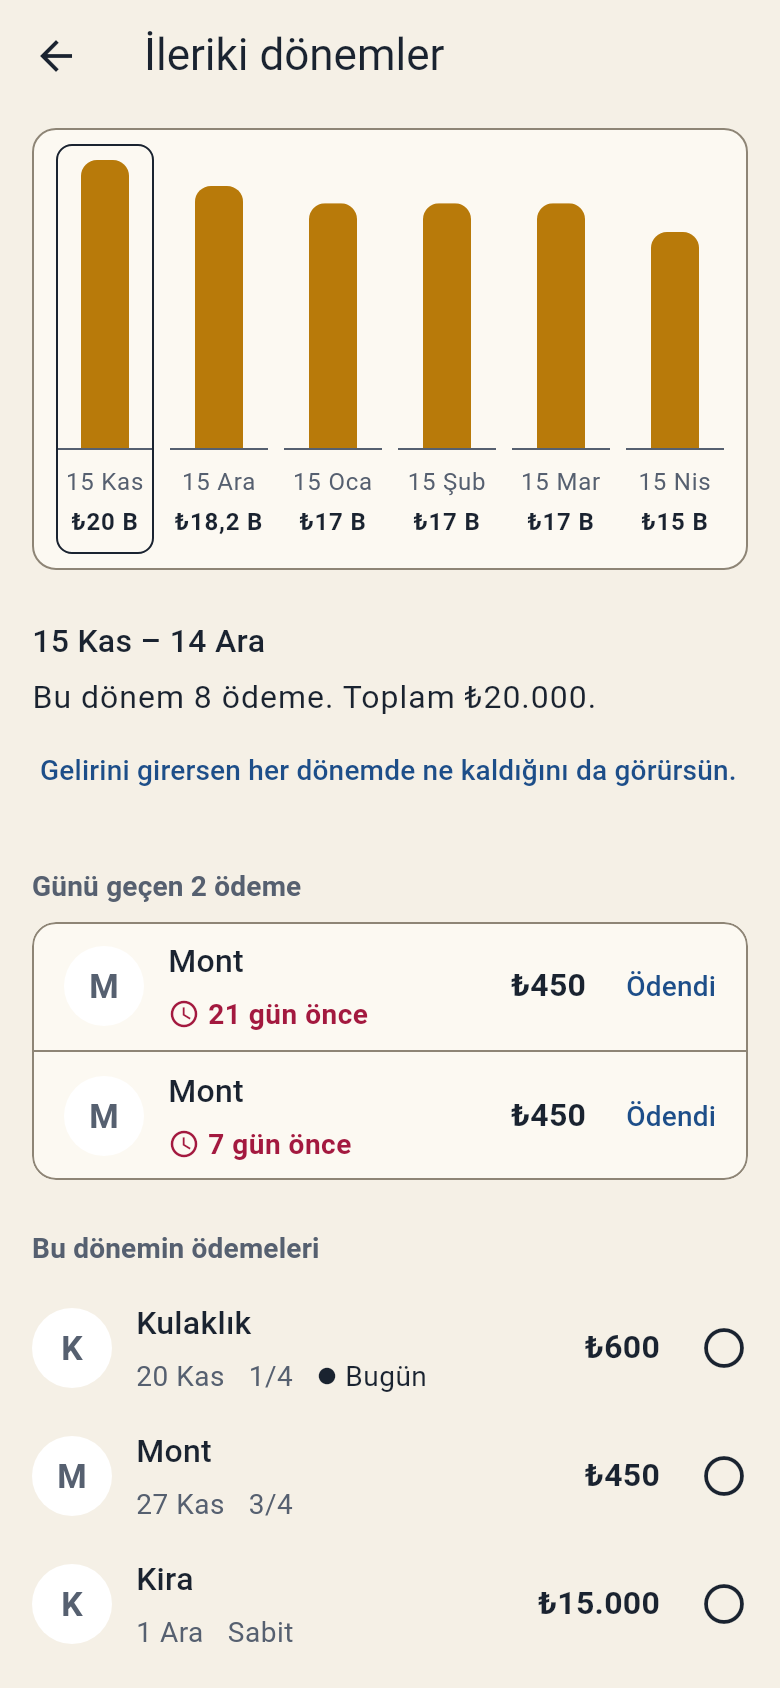 İleriki dönemler
15 Kas 15 Ara 15 Oca 15 Şub 15 Mar 15 Nis
₺20 B ₺18,2 B ₺17 B ₺17 B ₺17 B ₺15 B
15 Kas – 14 Ara
Bu dönem 8 ödeme. Toplam ₺20.000.
Gelirini girersen her dönemde ne kaldığını da görürsün.
Günü geçen 2 ödeme
M Mont ₺450 Ödendi
21 gün önce
M Mont ₺450 Ödendi
7 gün önce
Bu dönemin ödemeleri
K Kulaklık ₺600
20 Kas 1/4 Bugün
M Mont ₺450
27 Kas 3/4
K Kira ₺15.000
1 Ara Sabit